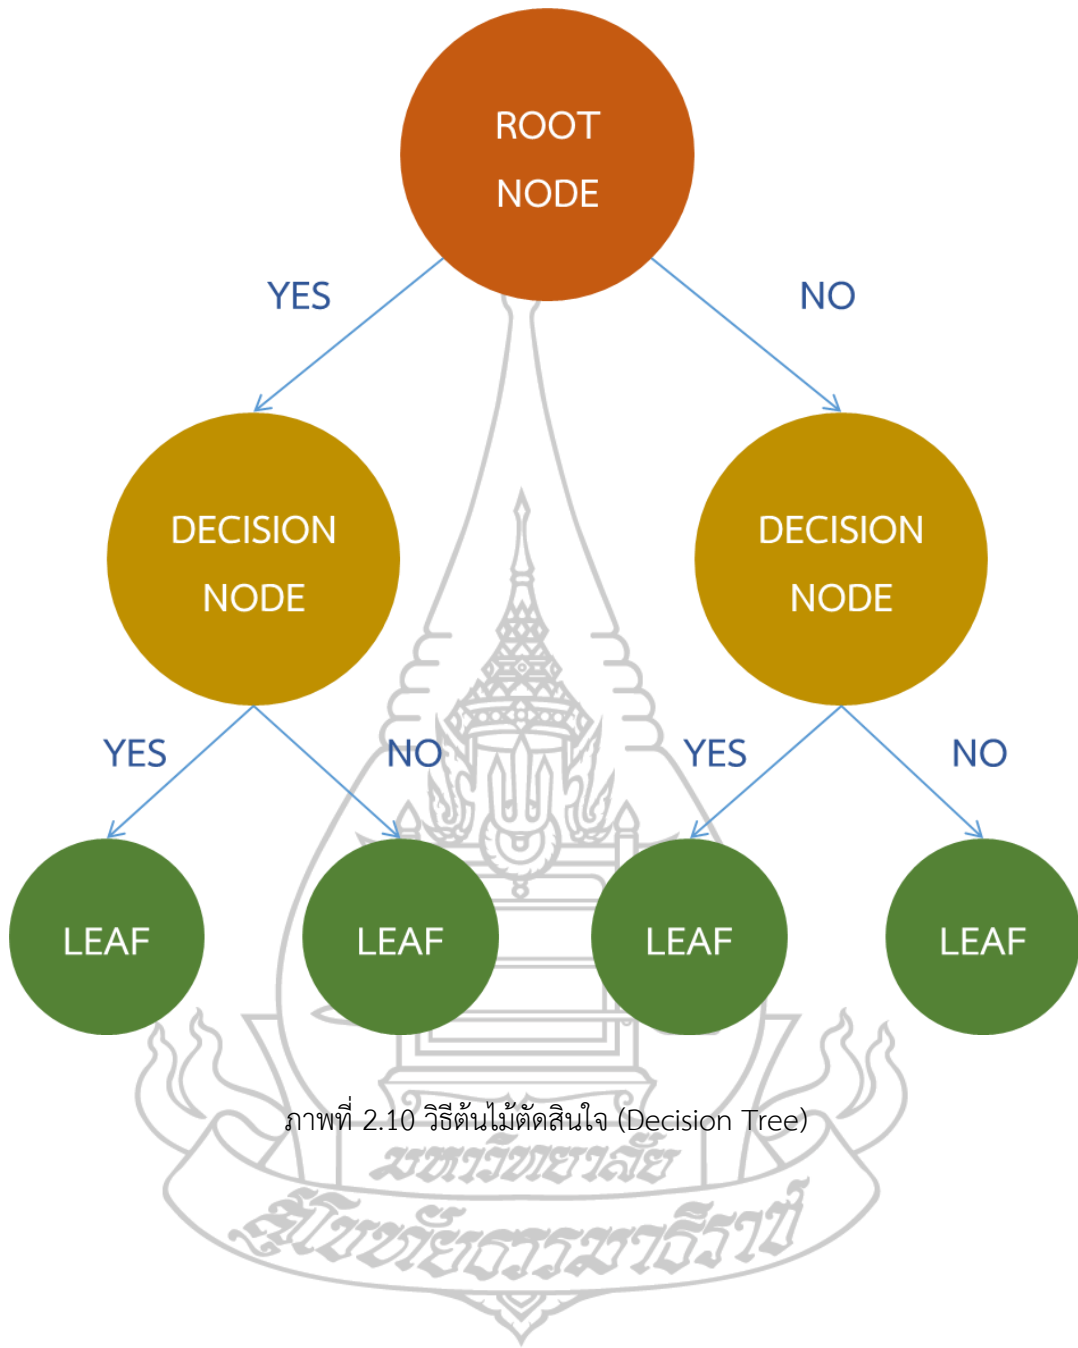 ROOT
NODE
YES
NO
DECISION
NODE
DECISION
NODE
YES
NO
YES
NO
LEAF
LEAF
LEAF
LEAF
ภาพที่ 2.10 วิธีต้นไม้ตัดสินใจ (Decision Tree)
มหาวิทยาลัย
สุโขทัยธรรมาธิราช